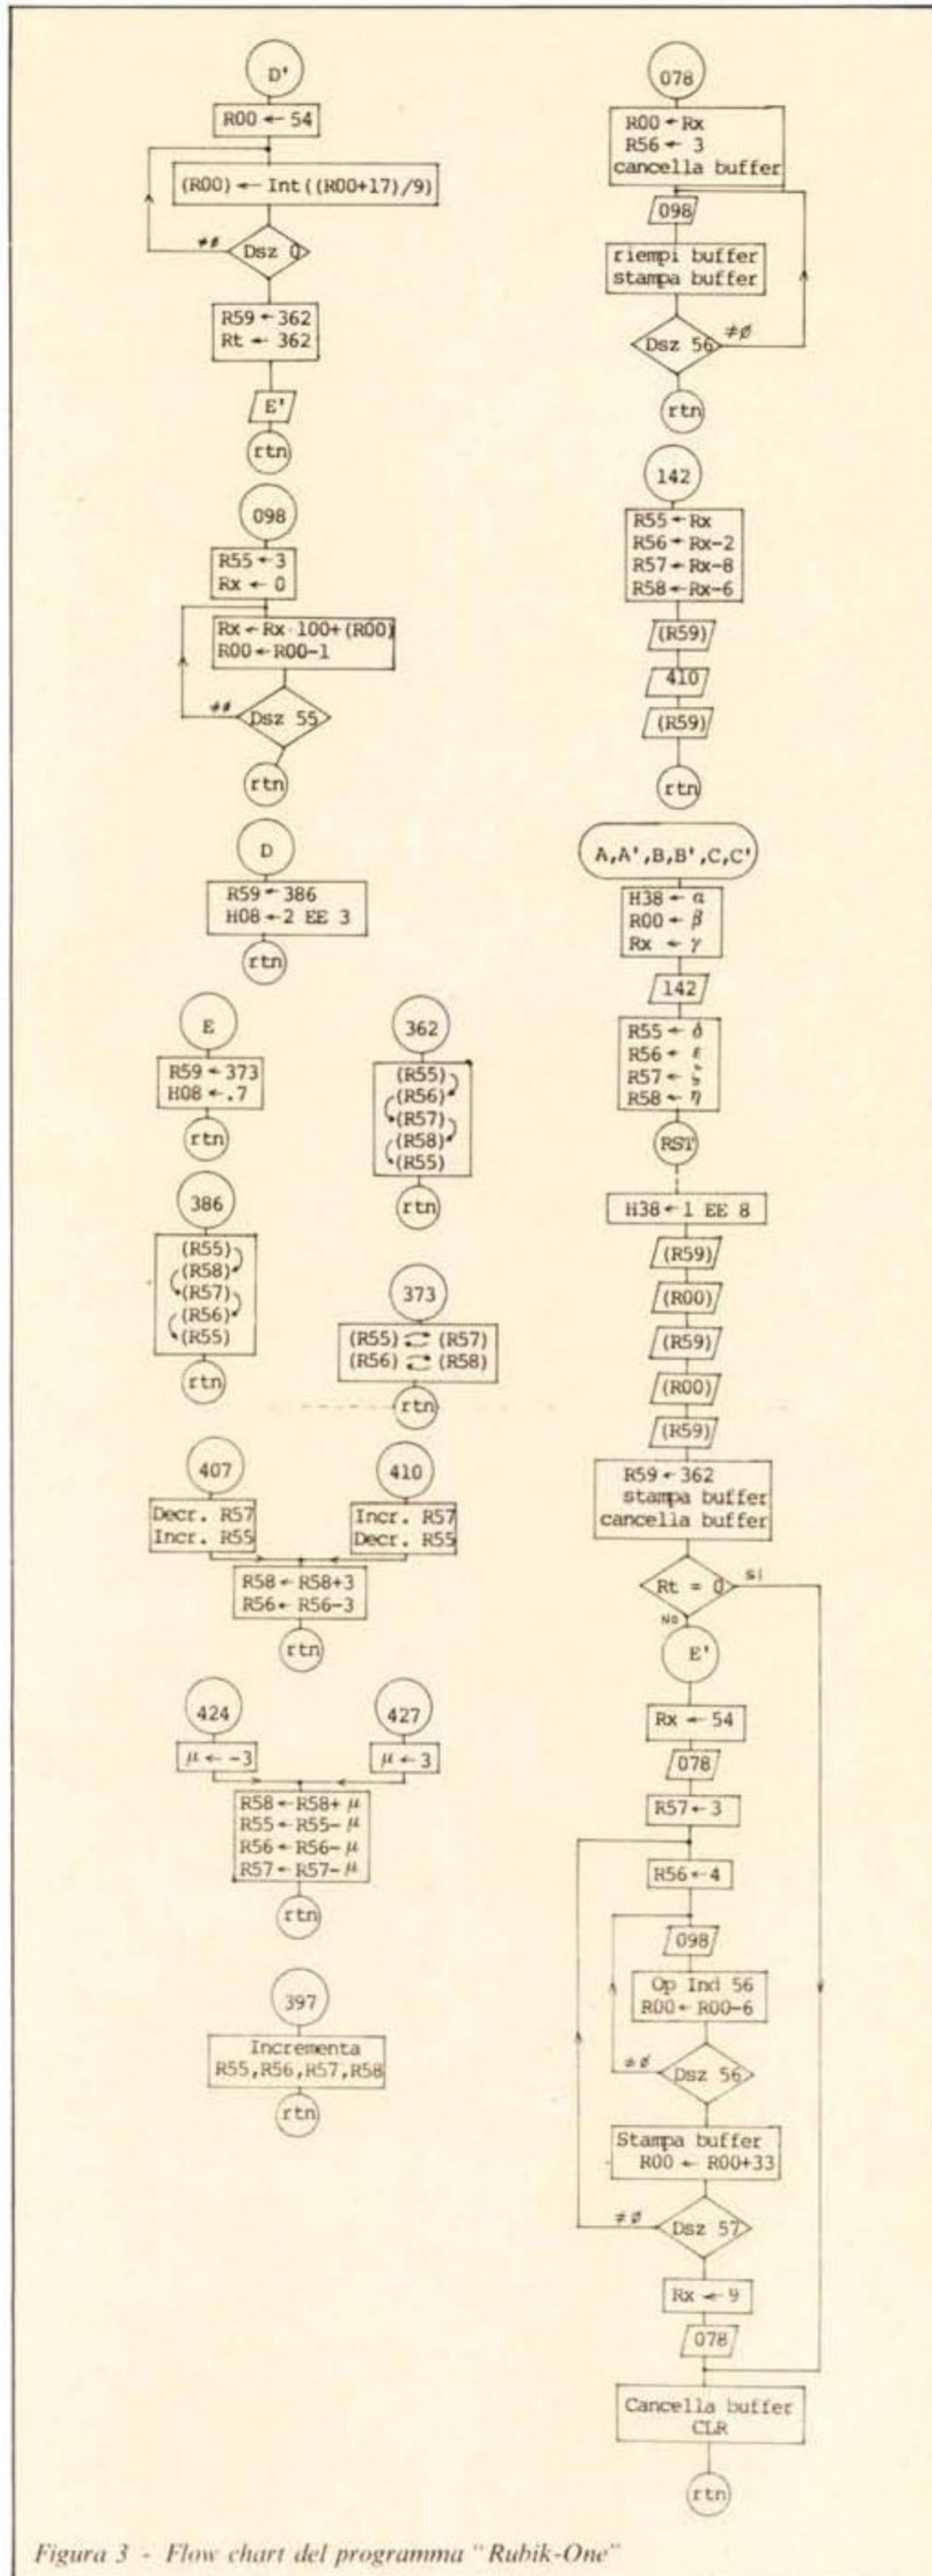 D'
R00 ← 54
(R00) ← Int((R00+17)/9)
≠Ø
Dsz 0
R59 ← 362
Rt ← 362
E'
rtn
098
R55 ← 3
Rx ← 0
Rx ← Rx·100+(R00)
R00 ← R00-1
≠Ø
Dsz 55
rtn
D
R59 ← 386
H08 ← 2 EE 3
rtn
E
R59 ← 373
H08 ← .7
rtn
362
(R55)
(R56)
(R57)
(R58)
(R55)
rtn
386
(R55)
(R58)
(R57)
(R56)
(R55)
rtn
373
(R55) ⇄ (R57)
(R56) ⇄ (R58)
rtn
407
Decr. R57
Incr. R55
410
Incr. R57
Decr. R55
R58 ← R58+3
R56 ← R56-3
rtn
424
μ ← -3
427
μ ← 3
R58 ← R58+ μ
R55 ← R55- μ
R56 ← R56- μ
R57 ← R57- μ
rtn
397
Incrementa
R55,R56,R57,R58
rtn
078
R00 ← Rx
R56 ← 3
cancella buffer
098
riempi buffer
stampa buffer
Dsz 56
≠Ø
rtn
142
R55 ← Rx
R56 ← Rx-2
R57 ← Rx-8
R58 ← Rx-6
(R59)
410
(R59)
rtn
A,A',B,B',C,C'
H38 ← α
R00 ← β
Rx ← γ
142
R55 ← δ
R56 ← ε
R57 ← ζ
R58 ← η
RST
H38 ← 1 EE 8
(R59)
(R00)
(R59)
(R00)
(R59)
R59 ← 362
stampa buffer
cancella buffer
Rt = 0
si
No
E'
Rx ← 54
078
R57 ← 3
R56 ← 4
098
Op Ind 56
R00 ← R00-6
≠Ø
Dsz 56
Stampa buffer
R00 ← R00+33
≠Ø
Dsz 57
Rx ← 9
078
Cancella buffer
CLR
rtn
Figura 3 - Flow chart del programma "Rubik-One"